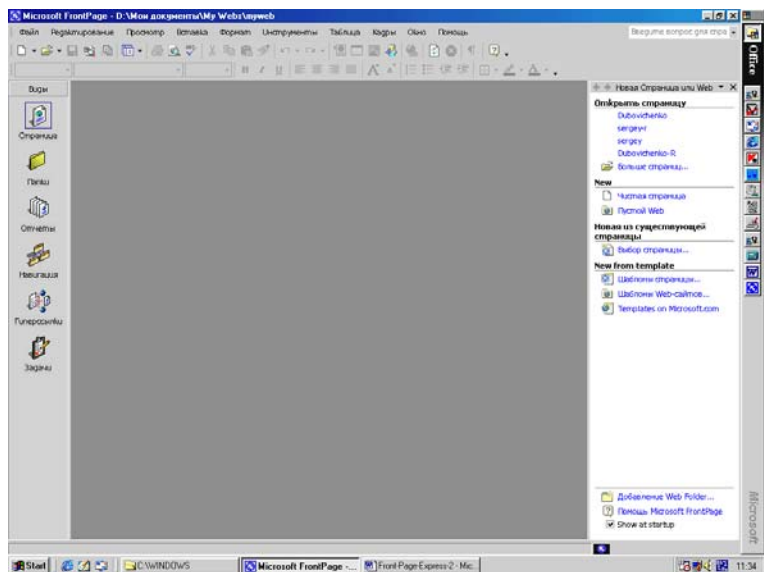 Microsoft FrontPage - D:\Мои документы\My Webs\myweb
Файл Редактирование Просмотр Вставка Формат Инструменты Таблица Кадры Окно Помощь
Введите вопрос для спра
Виды
Страница
Папки
Отчеты
Навигация
Гиперссылки
Задачи
Новая Страница или Web
Открыть страницу
Dubovichenko
sergey-r
sergey
Dubovichenko-R
Больше страниц...
New
Чистая страница
Пустой Web
Новая из существующей
страницы
Выбор страницы...
New from template
Шаблоны страницы...
Шаблоны Web-сайтов...
Templates on Microsoft.com
Добавление Web Folder...
Помощь Microsoft FrontPage
Show at startup
Office
Microsoft
Start
C:\WINDOWS
Microsoft FrontPage -...
Front-Page-Express-2 - Mic...
11:34